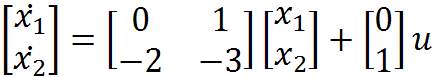 [ẋ₁; ẋ₂] = [0 1; −2 −3] [x₁; x₂] + [0; 1] u